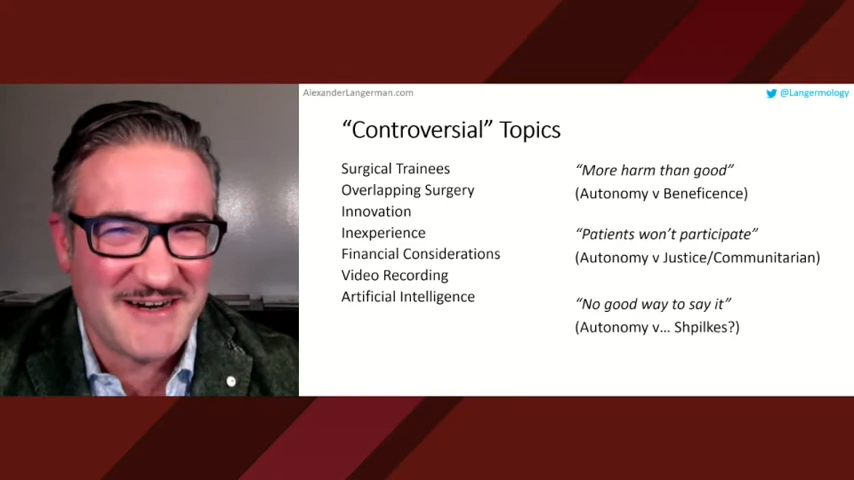 AlexanderLangerman.com
@Langermology
“Controversial” Topics
Surgical Trainees
Overlapping Surgery
Innovation
Inexperience
Financial Considerations
Video Recording
Artificial Intelligence
“More harm than good”
(Autonomy v Beneficence)
“Patients won’t participate”
(Autonomy v Justice/Communitarian)
“No good way to say it”
(Autonomy v... Shpilkes?)